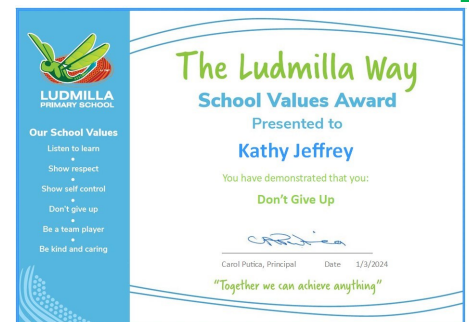 LUDMILLA
PRIMARY SCHOOL
Our School Values
Listen to learn
Show respect
Show self control
Don't give up
Be a team player
Be kind and caring
The Ludmilla Way
School Values Award
Presented to
Kathy Jeffrey
You have demonstrated that you:
Don't Give Up
Carol Putica, Principal Date 1/3/2024
"Together we can achieve anything"